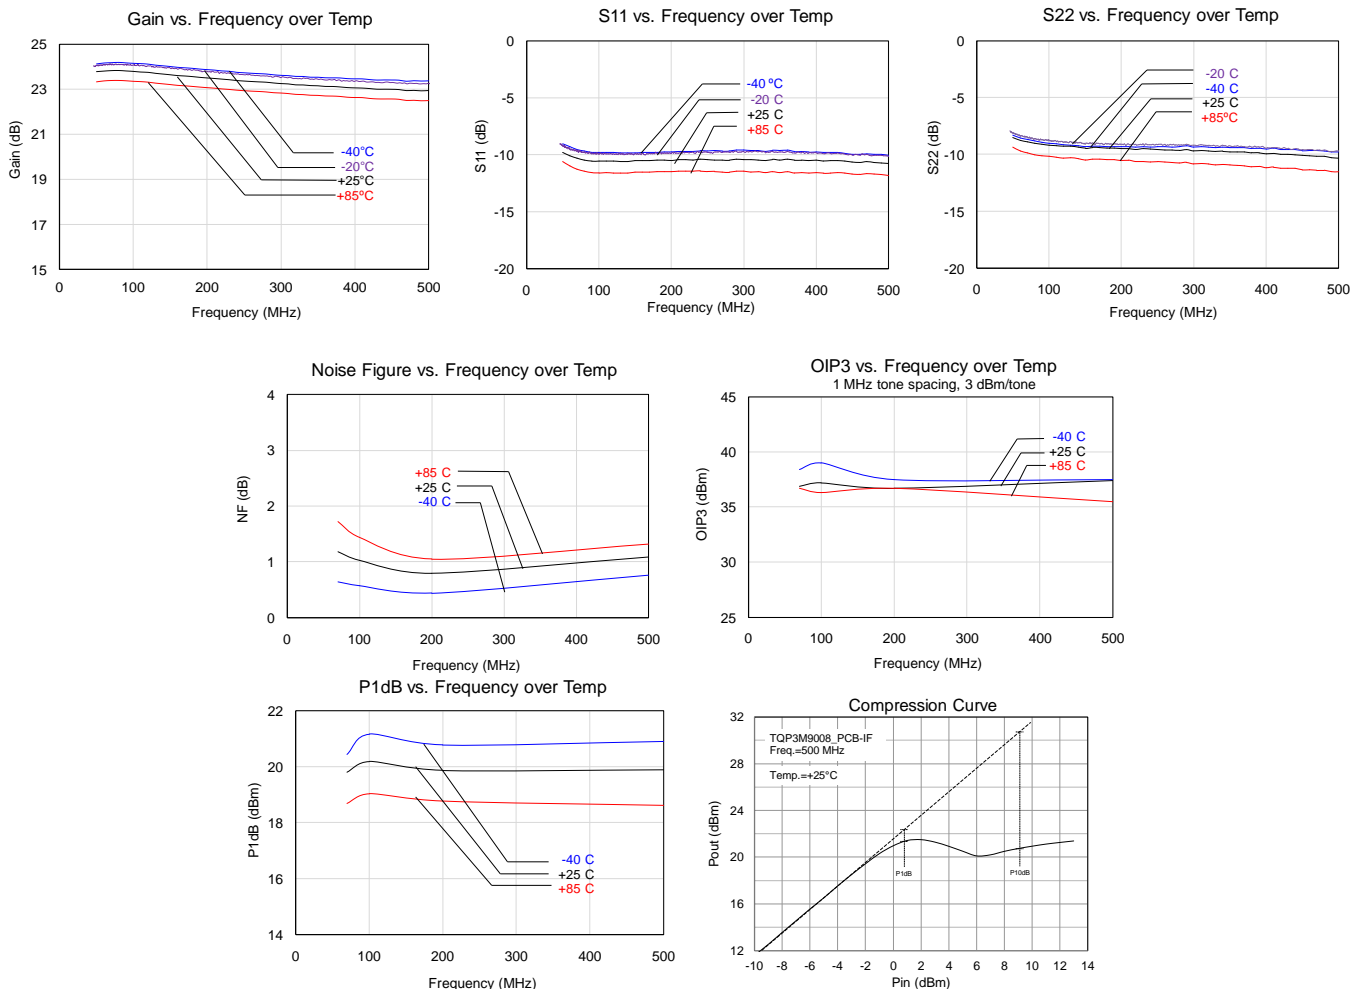 Gain vs. Frequency over Temp
25
23
21
19
17
15
Gain (dB)
-40°C
-20°C
+25°C
+85ºC
0 100 200 300 400 500
Frequency (MHz)
S11 vs. Frequency over Temp
0
-5
-10
-15
-20
S11 (dB)
-40 ºC
-20 C
+25 C
+85 C
0 100 200 300 400 500
Frequency (MHz)
S22 vs. Frequency over Temp
0
-5
-10
-15
-20
S22 (dB)
-20 C
-40 C
+25 C
+85ºC
0 100 200 300 400 500
Frequency (MHz)
Noise Figure vs. Frequency over Temp
4
3
2
1
0
NF (dB)
+85 C
+25 C
-40 C
0 100 200 300 400 500
Frequency (MHz)
OIP3 vs. Frequency over Temp
1 MHz tone spacing, 3 dBm/tone
45
40
35
30
25
OIP3 (dBm)
-40 C
+25 C
+85 C
0 100 200 300 400 500
Frequency (MHz)
P1dB vs. Frequency over Temp
22
20
18
16
14
P1dB (dBm)
-40 C
+25 C
+85 C
0 100 200 300 400 500
Frequency (MHz)
Compression Curve
32
28
24
20
16
12
Pout (dBm)
TQP3M9008_PCB-IF
Freq.=500 MHz
Temp.=+25°C
P1dB
P10dB
-10 -8 -6 -4 -2 0 2 4 6 8 10 12 14
Pin (dBm)